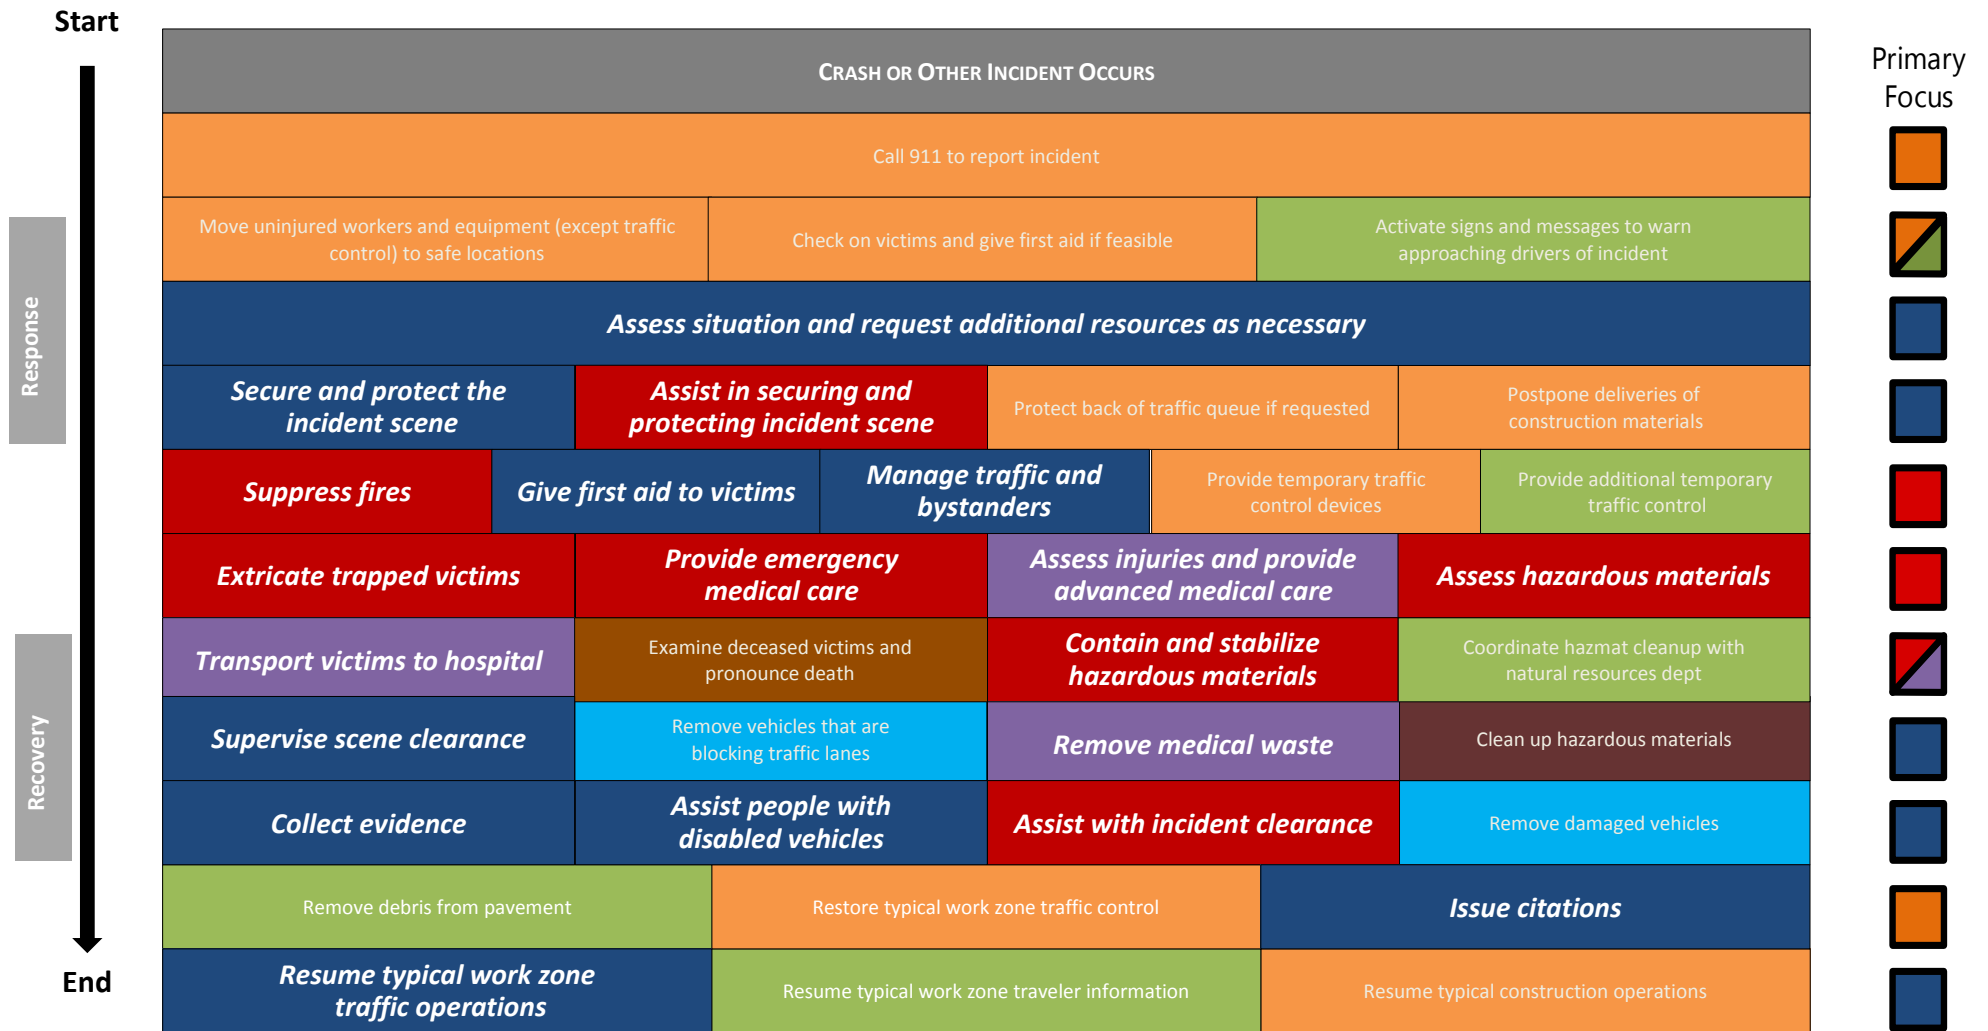 Start
CRASH OR OTHER INCIDENT OCCURS
Primary
Focus
Call 911 to report incident
Move uninjured workers and equipment (except traffic
control) to safe locations
Check on victims and give first aid if feasible
Activate signs and messages to warn
approaching drivers of incident
Response
Assess situation and request additional resources as necessary
Secure and protect the
incident scene
Assist in securing and
protecting incident scene
Protect back of traffic queue if requested
Postpone deliveries of
construction materials
Suppress fires
Give first aid to victims
Manage traffic and
bystanders
Provide temporary traffic
control devices
Provide additional temporary
traffic control
Extricate trapped victims
Provide emergency
medical care
Assess injuries and provide
advanced medical care
Assess hazardous materials
Transport victims to hospital
Examine deceased victims and
pronounce death
Contain and stabilize
hazardous materials
Coordinate hazmat cleanup with
natural resources dept
Recovery
Supervise scene clearance
Remove vehicles that are
blocking traffic lanes
Remove medical waste
Clean up hazardous materials
Collect evidence
Assist people with
disabled vehicles
Assist with incident clearance
Remove damaged vehicles
Remove debris from pavement
Restore typical work zone traffic control
Issue citations
End
Resume typical work zone
traffic operations
Resume typical work zone traveler information
Resume typical construction operations